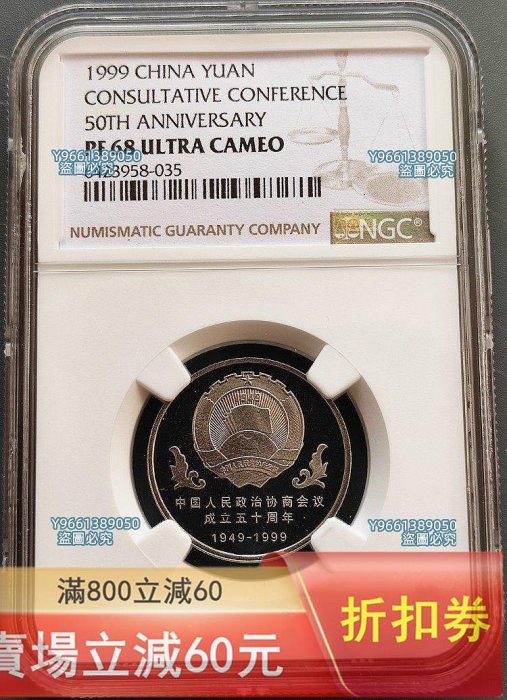 1999 CHINA YUAN
CONSULTATIVE CONFERENCE
50TH ANNIVERSARY
PF 68 ULTRA CAMEO
Y9661389050
盜圖必究
Y9661389050
盜圖必究
6423958-035
NUMISMATIC GUARANTY COMPANY
NGC
中国人民政治协商会议
成立五十周年
1949-1999
Y9661389050
盜圖必究
Y9661389050
盜圖必究
滿800立減60
折扣券
賣場立減60元